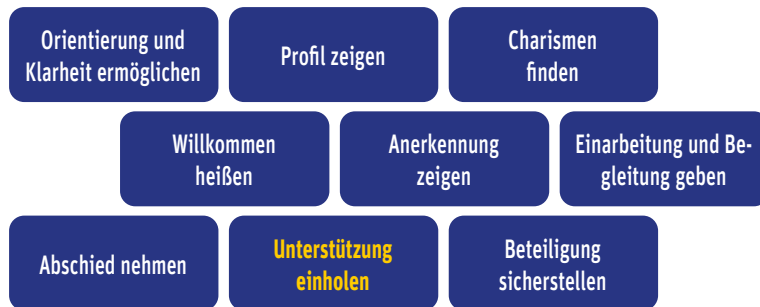 Orientierung und
Klarheit ermöglichen
Profil zeigen
Charismen
finden
Willkommen
heißen
Anerkennung
zeigen
Einarbeitung und Be-
gleitung geben
Abschied nehmen
Unterstützung
einholen
Beteiligung
sicherstellen